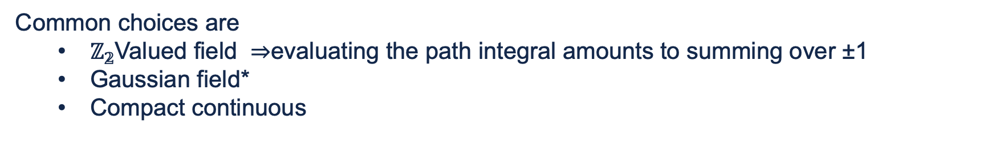 Common choices are
• ℤ₂Valued field ⇒evaluating the path integral amounts to summing over ±1
• Gaussian field*
• Compact continuous